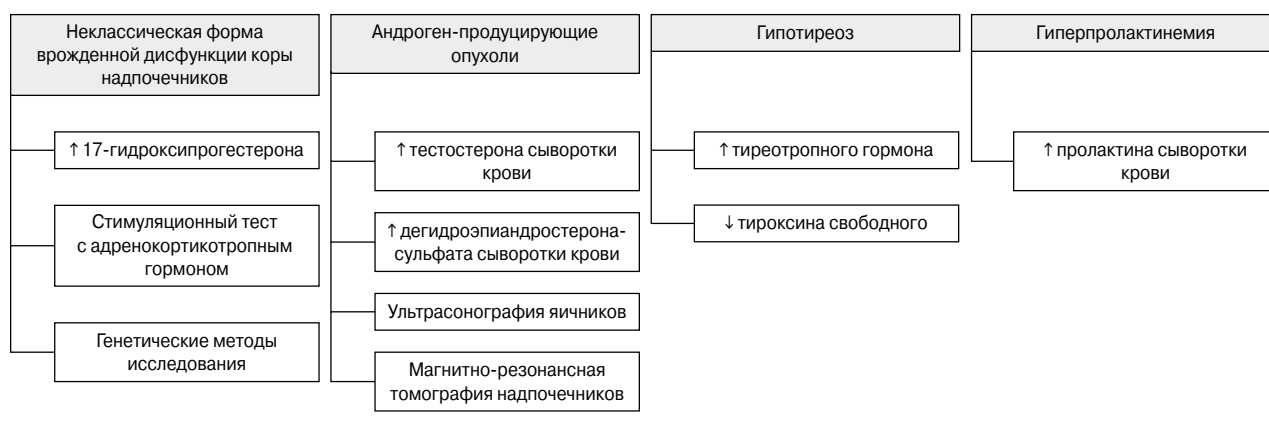 Неклассическая форма
врожденной дисфункции коры
надпочечников
↑ 17-гидроксипрогестерона
Стимуляционный тест
с адренокортикотропным
гормоном
Генетические методы
исследования
Андроген-продуцирующие
опухоли
↑ тестостерона сыворотки
крови
↑ дегидроэпиандростерона-
сульфата сыворотки крови
Ультрасонография яичников
Магнитно-резонансная
томография надпочечников
Гипотиреоз
↑ тиреотропного гормона
↓ тироксина свободного
Гиперпролактинемия
↑ пролактина сыворотки
крови